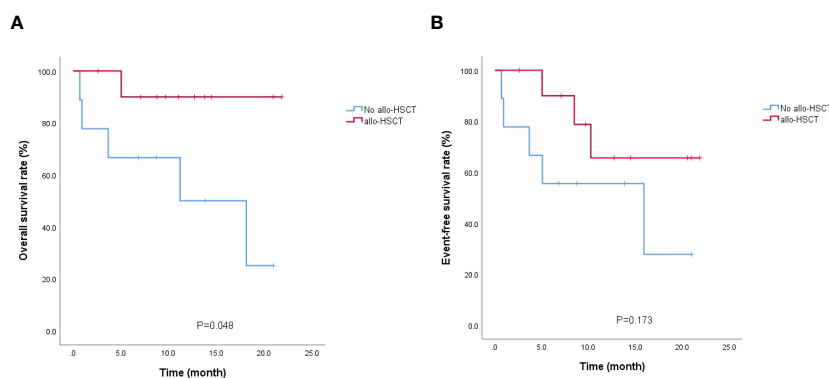 A
100.0
80.0
60.0
40.0
20.0
0.0
.0 5.0 10.0 15.0 20.0 25.0
Overall survival rate (%)
Time (month)
P=0.048
No allo-HSCT
allo-HSCT
B
100.0
80.0
60.0
40.0
20.0
0.0
.0 5.0 10.0 15.0 20.0 25.0
Event-free survival rate (%)
Time (month)
P=0.173
No allo-HSCT
allo-HSCT